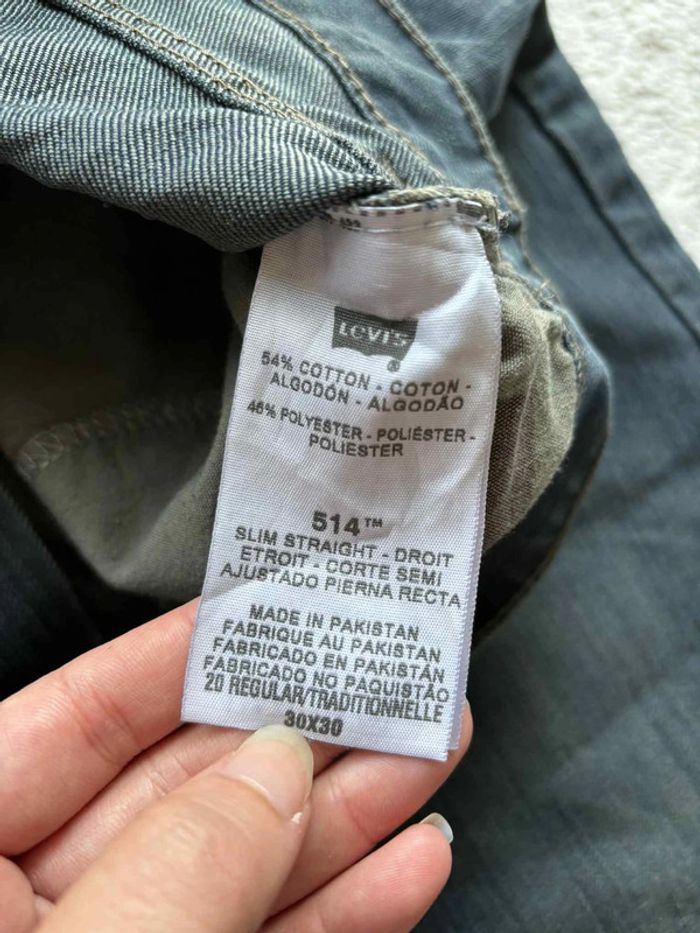 Levi's
®
54% COTTON - COTON -
ALGODÓN - ALGODÃO
46% POLYESTER - POLIÉSTER -
POLIESTER
514™
SLIM STRAIGHT - DROIT
ETROIT - CORTE SEMI
AJUSTADO PIERNA RECTA
MADE IN PAKISTAN
FABRIQUE AU PAKISTAN
FABRICADO EN PAKISTÁN
FABRICADO NO PAQUISTÃO
20 REGULAR/TRADITIONNELLE
30X30